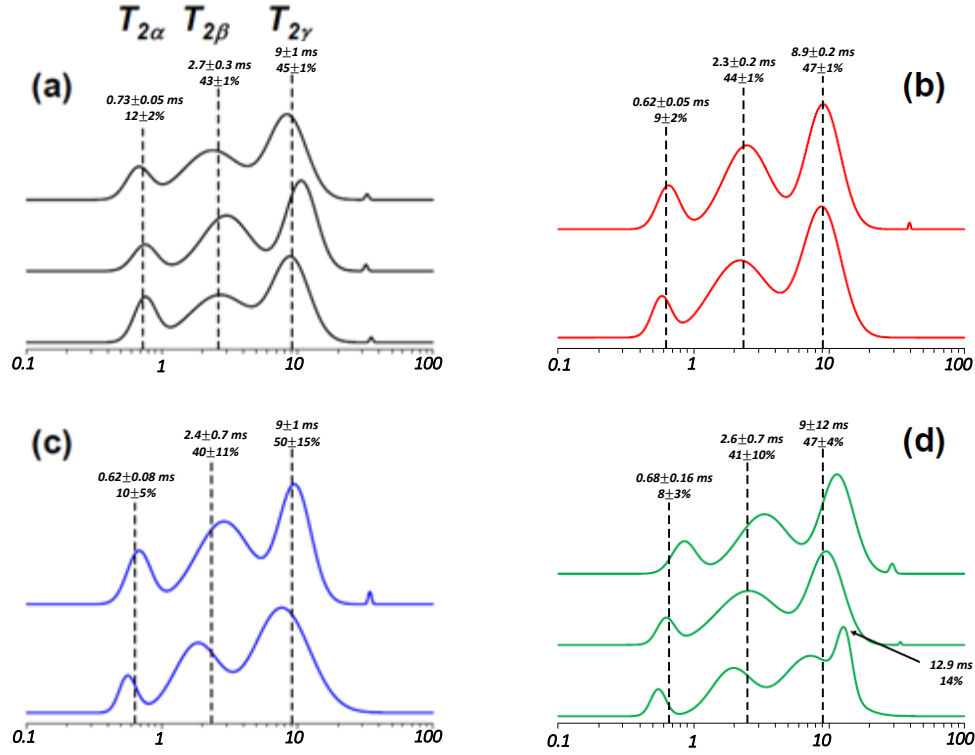 T2α T2β T2γ
(a)
0.73±0.05 ms
12±2%
2.7±0.3 ms
43±1%
9±1 ms
45±1%
0.1 1 10 100
(b)
0.62±0.05 ms
9±2%
2.3±0.2 ms
44±1%
8.9±0.2 ms
47±1%
0.1 1 10 100
(c)
0.62±0.08 ms
10±5%
2.4±0.7 ms
40±11%
9±1 ms
50±15%
0.1 1 10 100
(d)
0.68±0.16 ms
8±3%
2.6±0.7 ms
41±10%
9±12 ms
47±4%
12.9 ms
14%
0.1 1 10 100